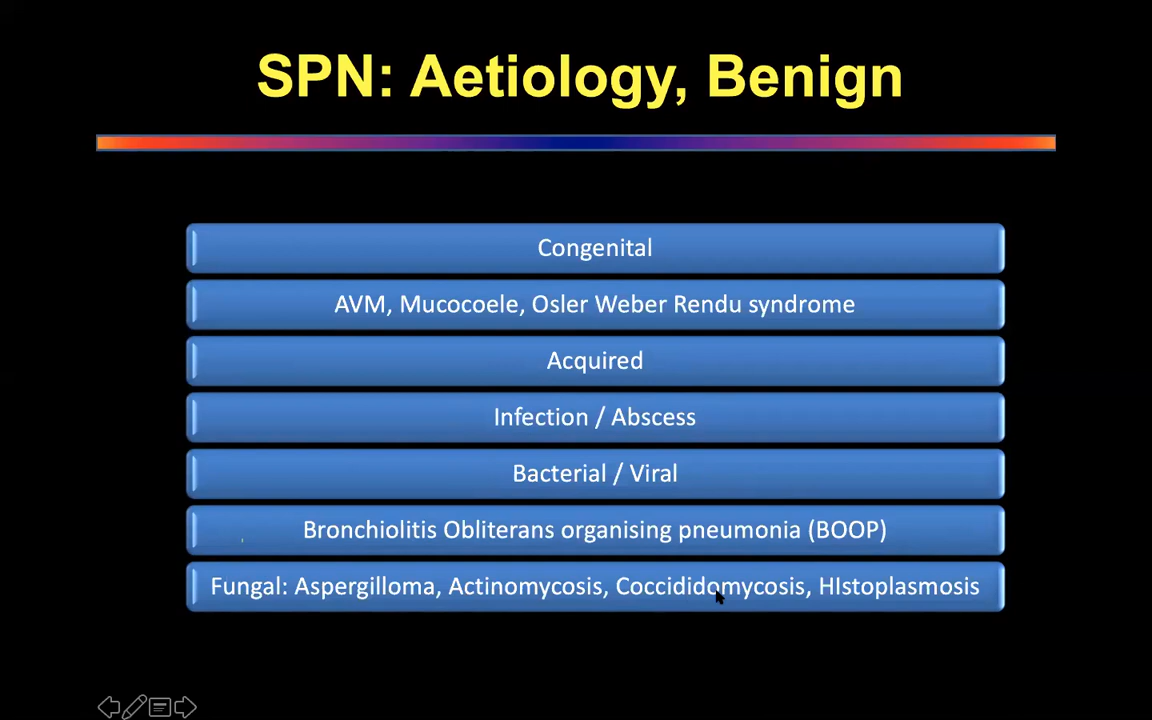 SPN: Aetiology, Benign
Congenital
AVM, Mucocoele, Osler Weber Rendu syndrome
Acquired
Infection / Abscess
Bacterial / Viral
Bronchiolitis Obliterans organising pneumonia (BOOP)
Fungal: Aspergilloma, Actinomycosis, Coccididomycosis, HIstoplasmosis